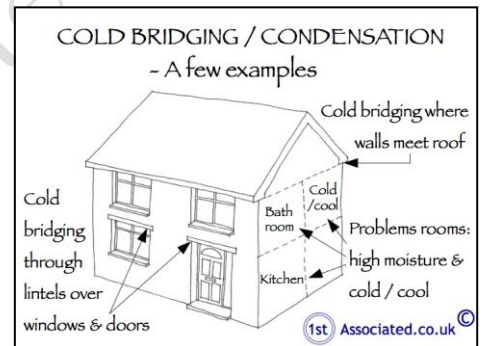 COLD BRIDGING / CONDENSATION
- A few examples
Cold bridging where
walls meet roof
Cold
bridging
through
lintels over
windows & doors
Cold
/cool
Bath
room
Kitchen
Problems rooms:
high moisture &
cold / cool
1st Associated.co.uk ©